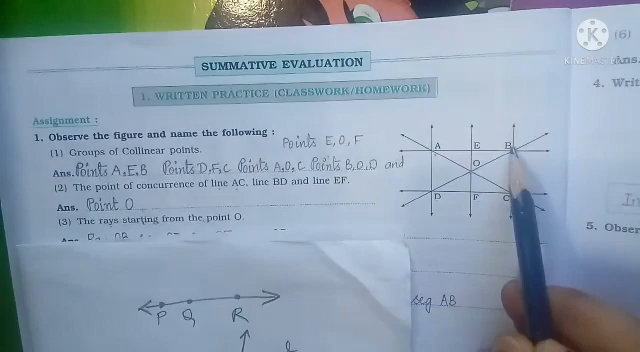 SUMMATIVE EVALUATION
1. WRITTEN PRACTICE (CLASSWORK/HOMEWORK)
Assignment :
1. Observe the figure and name the following :
(1) Groups of Collinear points.
Points E, O, F
Ans. Points A, E, B Points D, F, C Points A, O, C Points B, O, D and
(2) The point of concurrence of line AC, line BD and line EF.
Ans. Point O
(3) The rays starting from the point O.
A E B
O
D F C
seg AB
P Q R
(6)
Ans.
4. Writ
In
5. Obser
K